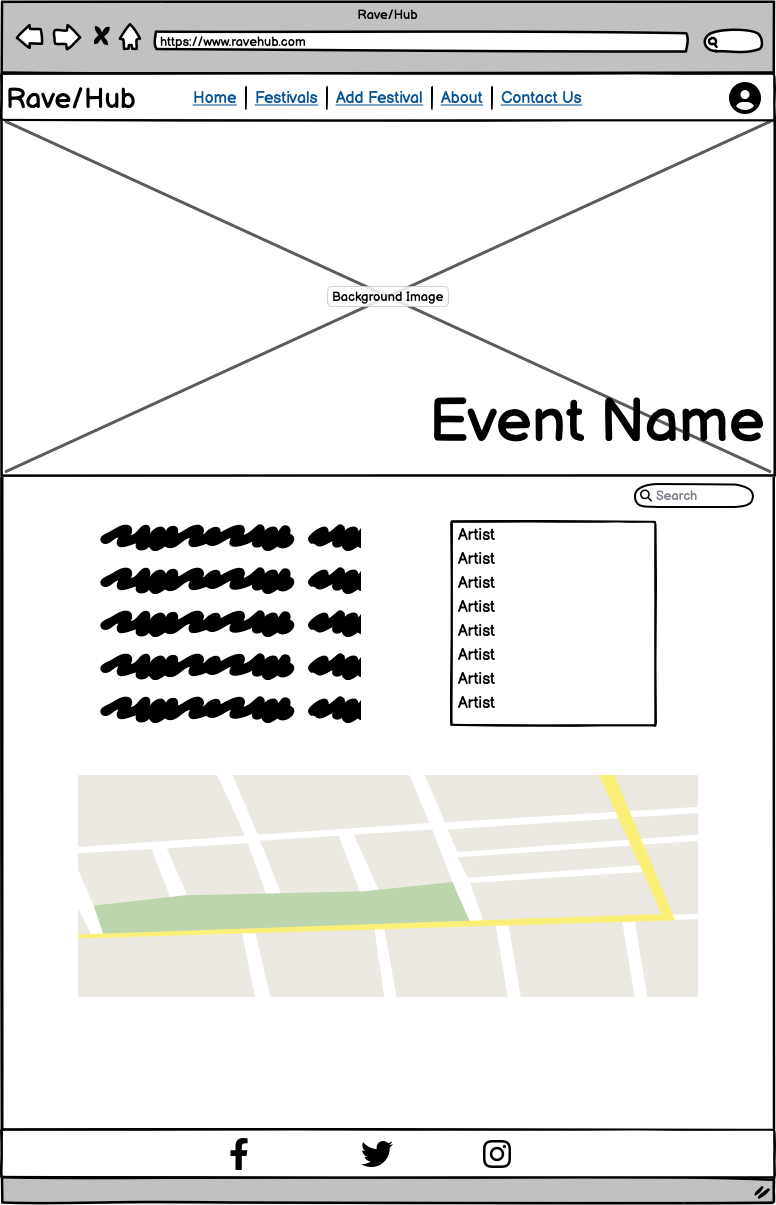 Rave/Hub
https://www.ravehub.com
Rave/Hub
Home | Festivals | Add Festival | About | Contact Us
Background Image
Event Name
Search
Artist
Artist
Artist
Artist
Artist
Artist
Artist
Artist